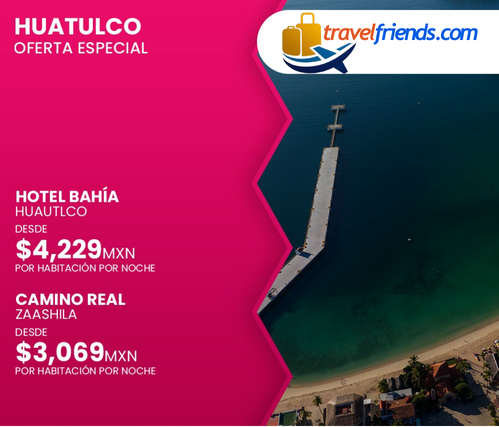 HUATULCO
OFERTA ESPECIAL
travelfriends.com
HOTEL BAHÍA
HUAUTLCO
DESDE
$4,229MXN
POR HABITACIÓN POR NOCHE
CAMINO REAL
ZAASHILA
DESDE
$3,069MXN
POR HABITACIÓN POR NOCHE